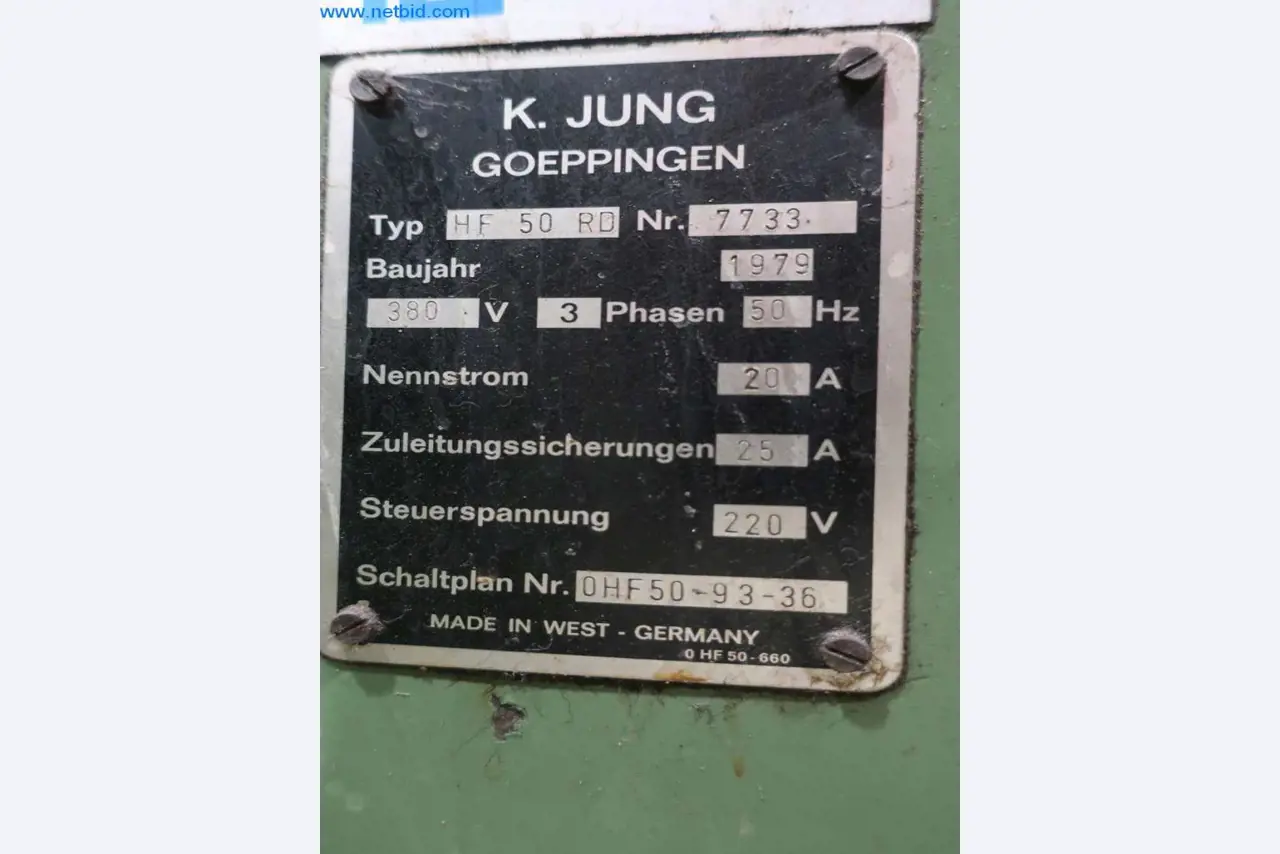 www.netbid.com
K. JUNG
GOEPPINGEN
Typ HF 50 RD Nr. 7733.
Baujahr 1979
380 V 3 Phasen 50 Hz
Nennstrom 20 A
Zuleitungssicherungen 25 A
Steuerspannung 220 V
Schaltplan Nr. 0HF50-93-36
MADE IN WEST - GERMANY
0 HF 50-660